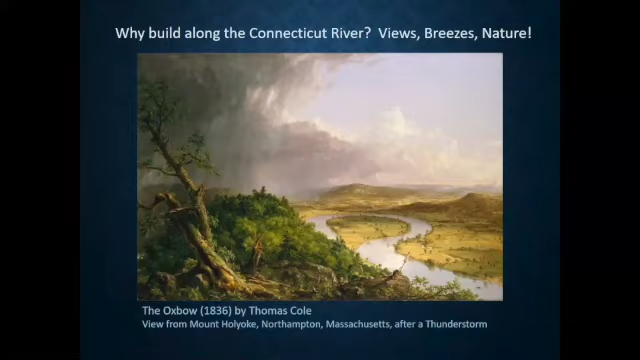 Why build along the Connecticut River? Views, Breezes, Nature!
The Oxbow (1836) by Thomas Cole
View from Mount Holyoke, Northampton, Massachusetts, after a Thunderstorm